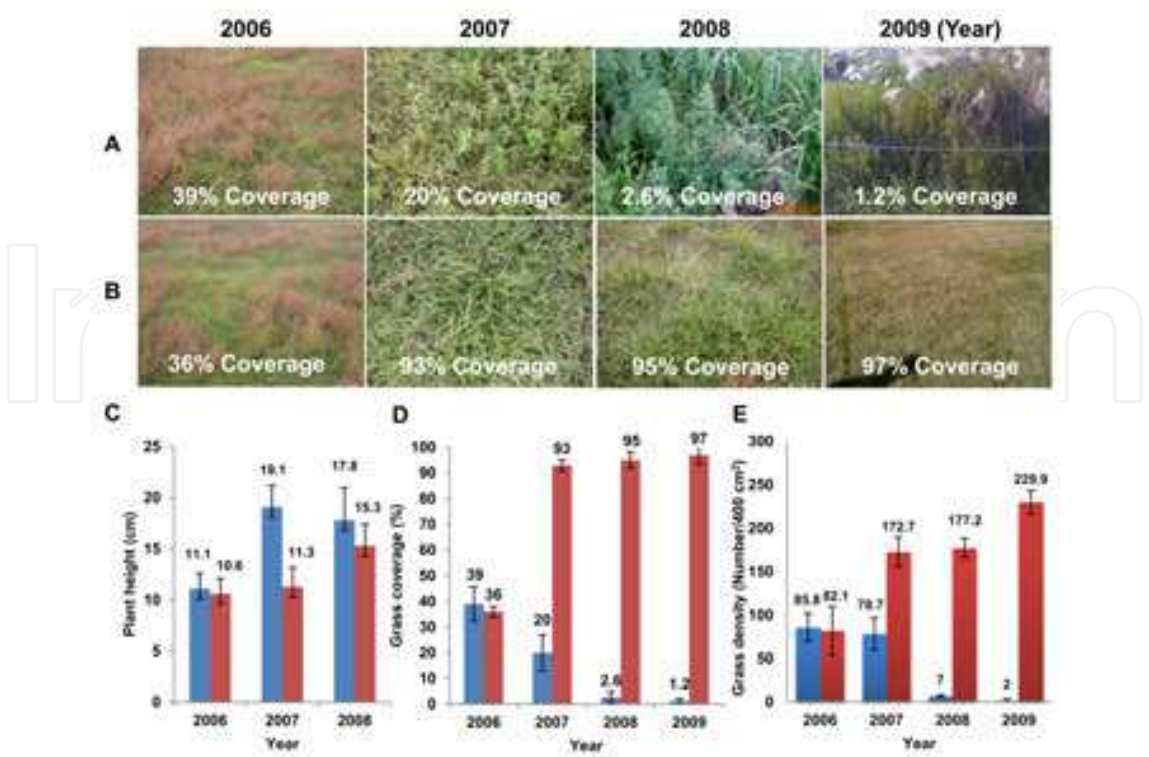 2006 2007 2008 2009 (Year)
A
39% Coverage 20% Coverage 2.6% Coverage 1.2% Coverage
B
36% Coverage 93% Coverage 95% Coverage 97% Coverage
C
Plant height (cm)
25
20
15
10
5
0
11.1 10.6 19.1 11.3 17.8 15.3
2006 2007 2008
Year
D
Grass coverage (%)
100
90
80
70
60
50
40
30
20
10
0
39 36 20 93 2.6 95 1.2 97
2006 2007 2008 2009
Year
E
Grass density (Number/400 cm²)
300
250
200
150
100
50
0
85.8 82.1 172.7 7 177.2 2 229.9
2006 2007 2008 2009
Year